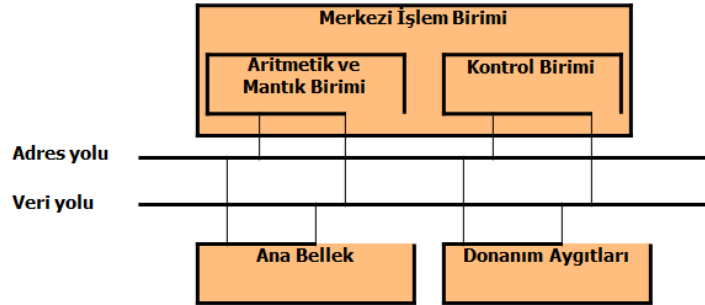 Merkezi İşlem Birimi
Aritmetik ve
Mantık Birimi
Kontrol Birimi
Adres yolu
Veri yolu
Ana Bellek
Donanım Aygıtları